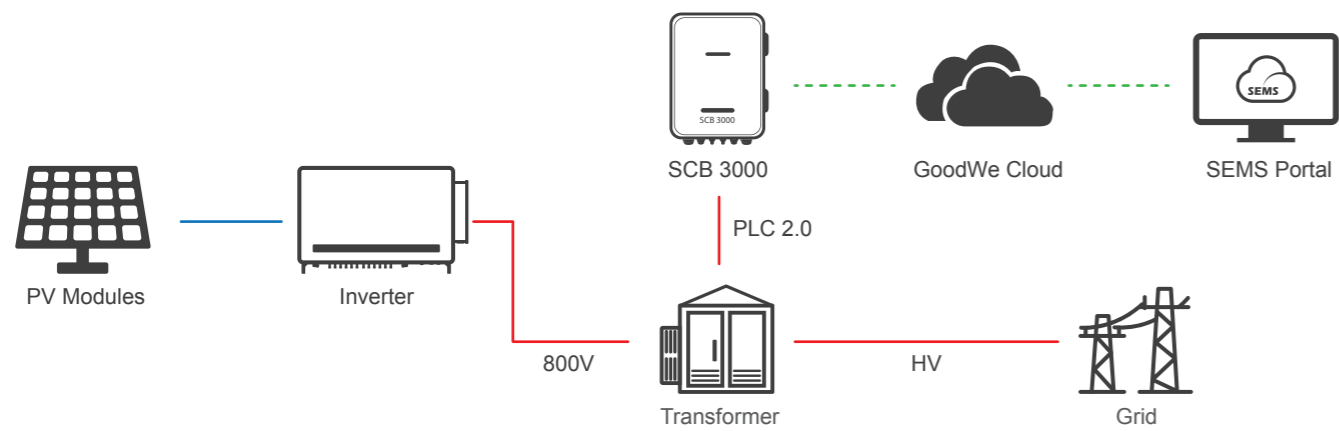 SEMS
SCB 3000
SCB 3000
GoodWe Cloud
SEMS Portal
PLC 2.0
PV Modules
Inverter
800V
HV
Transformer
Grid